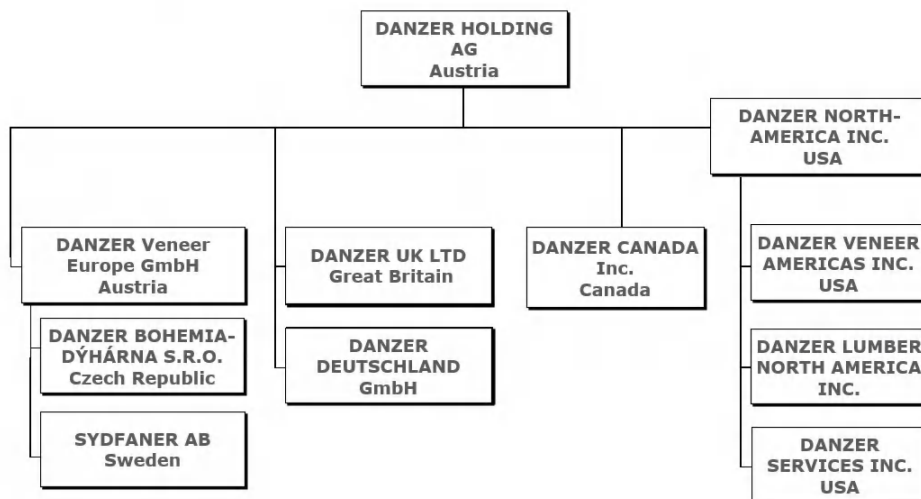 DANZER HOLDING
AG
Austria
DANZER NORTH-
AMERICA INC.
USA
DANZER Veneer
Europe GmbH
Austria
DANZER UK LTD
Great Britain
DANZER CANADA
Inc.
Canada
DANZER VENEER
AMERICAS INC.
USA
DANZER BOHEMIA-
DÝHÁRNA S.R.O.
Czech Republic
DANZER
DEUTSCHLAND
GmbH
DANZER LUMBER
NORTH AMERICA
INC.
SYDFANER AB
Sweden
DANZER
SERVICES INC.
USA